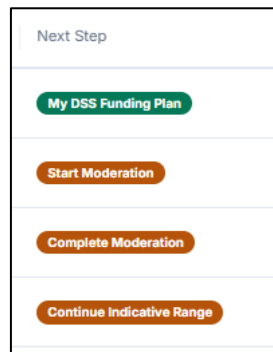 Next Step
My DSS Funding Plan
Start Moderation
Complete Moderation
Continue Indicative Range